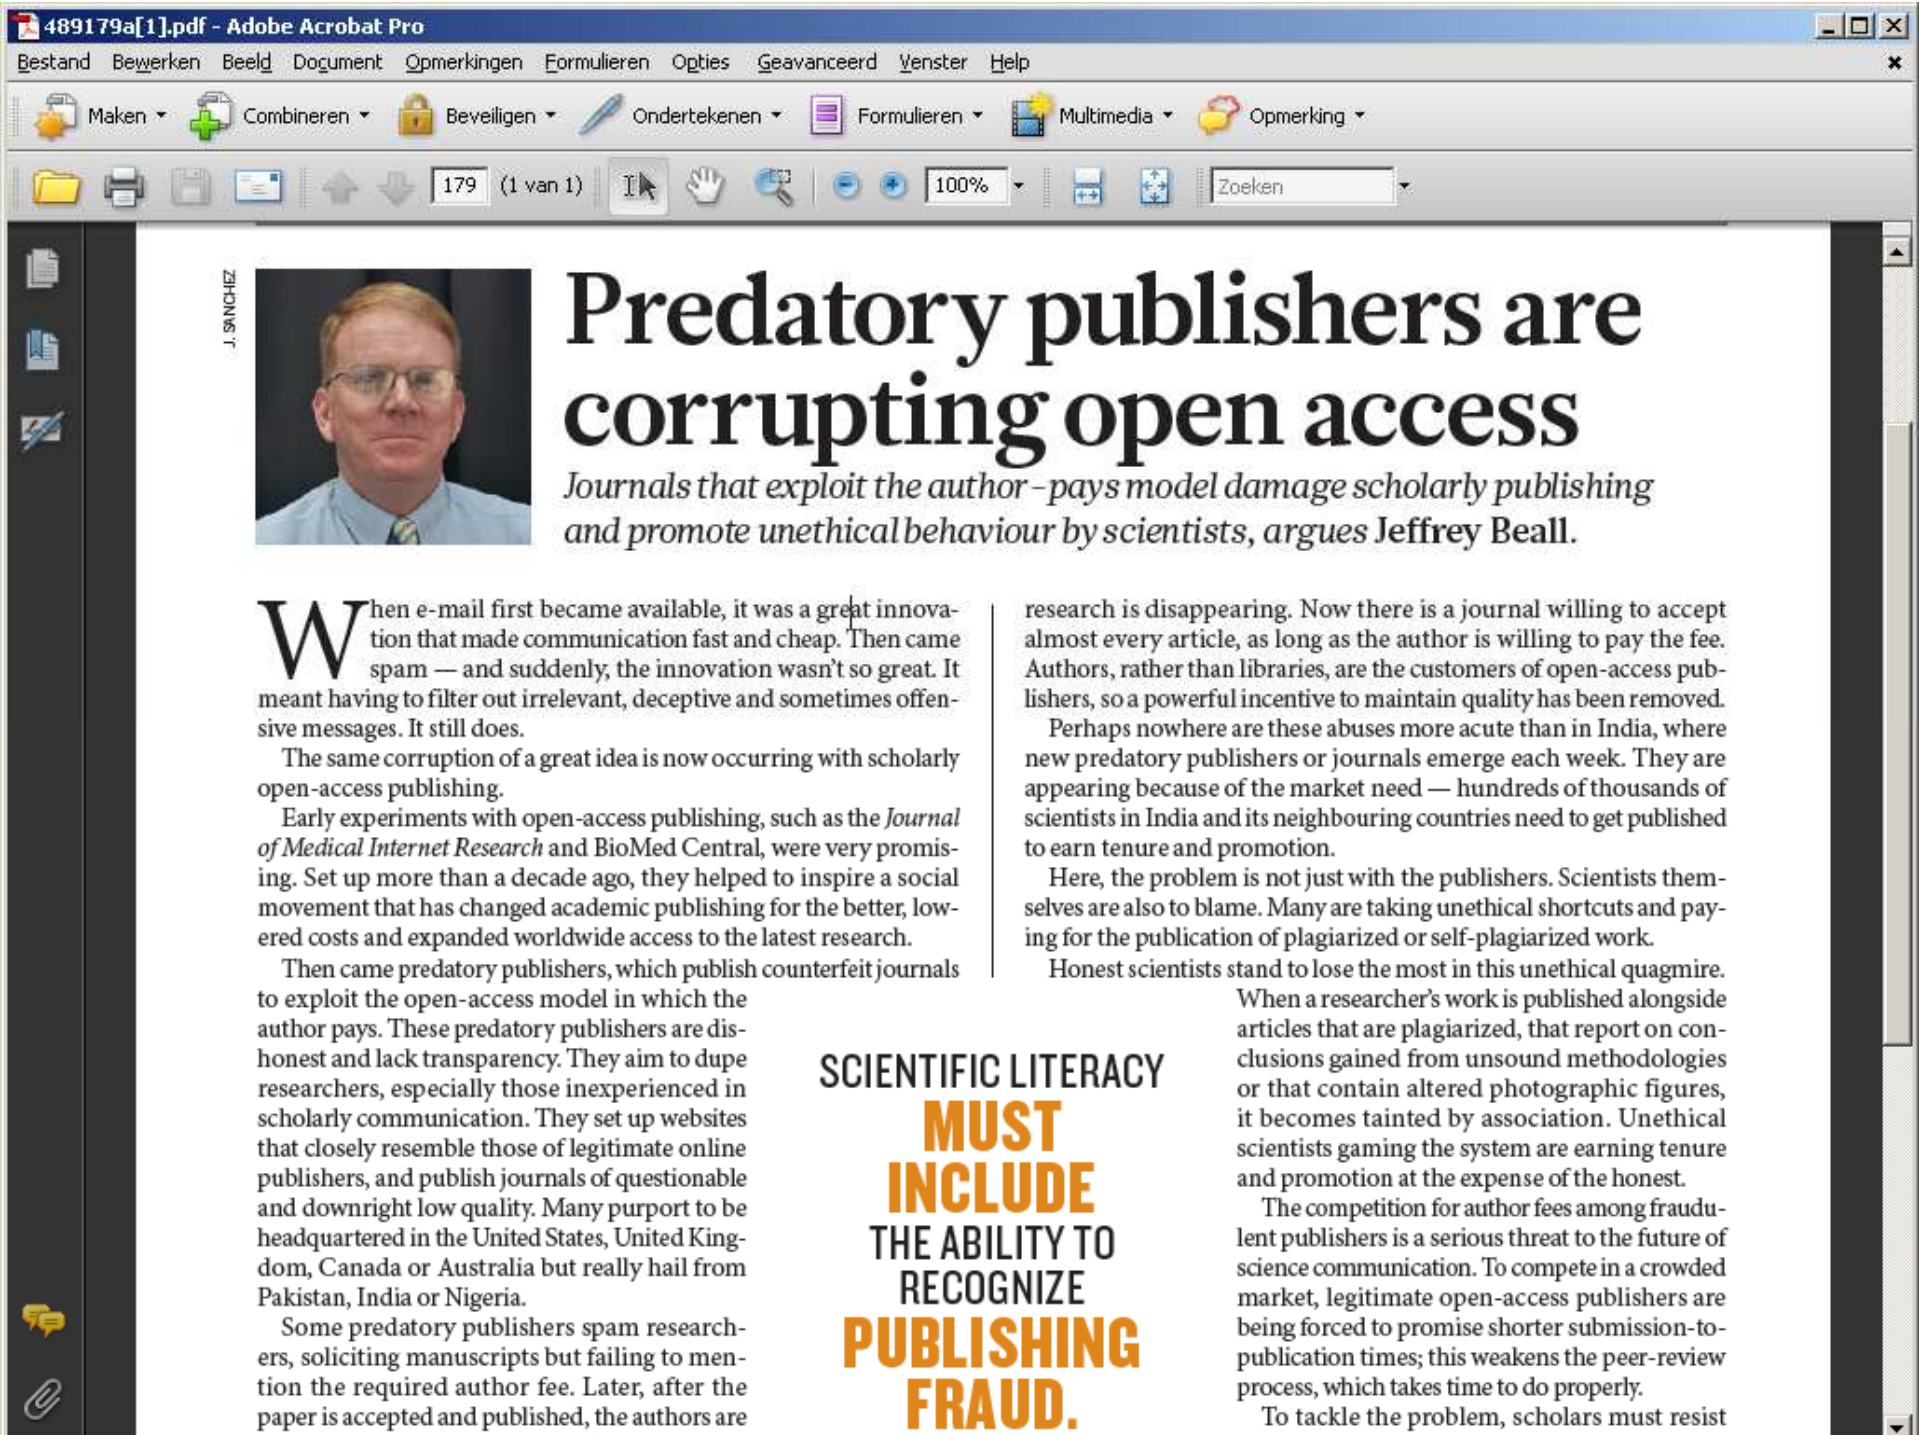 489179a[1].pdf - Adobe Acrobat Pro
Bestand Bewerken Beeld Document Opmerkingen Formulieren Opties Geavanceerd Venster Help
Maken Combineren Beveiligen Ondertekenen Formulieren Multimedia Opmerking
179 (1 van 1) 100% Zoeken
J. SANCHEZ
Predatory publishers are
corrupting open access
Journals that exploit the author-pays model damage scholarly publishing
and promote unethical behaviour by scientists, argues Jeffrey Beall.
When e-mail first became available, it was a great innova-
tion that made communication fast and cheap. Then came
spam — and suddenly, the innovation wasn't so great. It
meant having to filter out irrelevant, deceptive and sometimes offen-
sive messages. It still does.
The same corruption of a great idea is now occurring with scholarly
open-access publishing.
Early experiments with open-access publishing, such as the Journal
of Medical Internet Research and BioMed Central, were very promis-
ing. Set up more than a decade ago, they helped to inspire a social
movement that has changed academic publishing for the better, low-
ered costs and expanded worldwide access to the latest research.
Then came predatory publishers, which publish counterfeit journals
to exploit the open-access model in which the
author pays. These predatory publishers are dis-
honest and lack transparency. They aim to dupe
researchers, especially those inexperienced in
scholarly communication. They set up websites
that closely resemble those of legitimate online
publishers, and publish journals of questionable
and downright low quality. Many purport to be
headquartered in the United States, United King-
dom, Canada or Australia but really hail from
Pakistan, India or Nigeria.
Some predatory publishers spam research-
ers, soliciting manuscripts but failing to men-
tion the required author fee. Later, after the
paper is accepted and published, the authors are
SCIENTIFIC LITERACY
MUST
INCLUDE
THE ABILITY TO
RECOGNIZE
PUBLISHING
FRAUD.
research is disappearing. Now there is a journal willing to accept
almost every article, as long as the author is willing to pay the fee.
Authors, rather than libraries, are the customers of open-access pub-
lishers, so a powerful incentive to maintain quality has been removed.
Perhaps nowhere are these abuses more acute than in India, where
new predatory publishers or journals emerge each week. They are
appearing because of the market need — hundreds of thousands of
scientists in India and its neighbouring countries need to get published
to earn tenure and promotion.
Here, the problem is not just with the publishers. Scientists them-
selves are also to blame. Many are taking unethical shortcuts and pay-
ing for the publication of plagiarized or self-plagiarized work.
Honest scientists stand to lose the most in this unethical quagmire.
When a researcher's work is published alongside
articles that are plagiarized, that report on con-
clusions gained from unsound methodologies
or that contain altered photographic figures,
it becomes tainted by association. Unethical
scientists gaming the system are earning tenure
and promotion at the expense of the honest.
The competition for author fees among fraudu-
lent publishers is a serious threat to the future of
science communication. To compete in a crowded
market, legitimate open-access publishers are
being forced to promise shorter submission-to-
publication times; this weakens the peer-review
process, which takes time to do properly.
To tackle the problem, scholars must resist